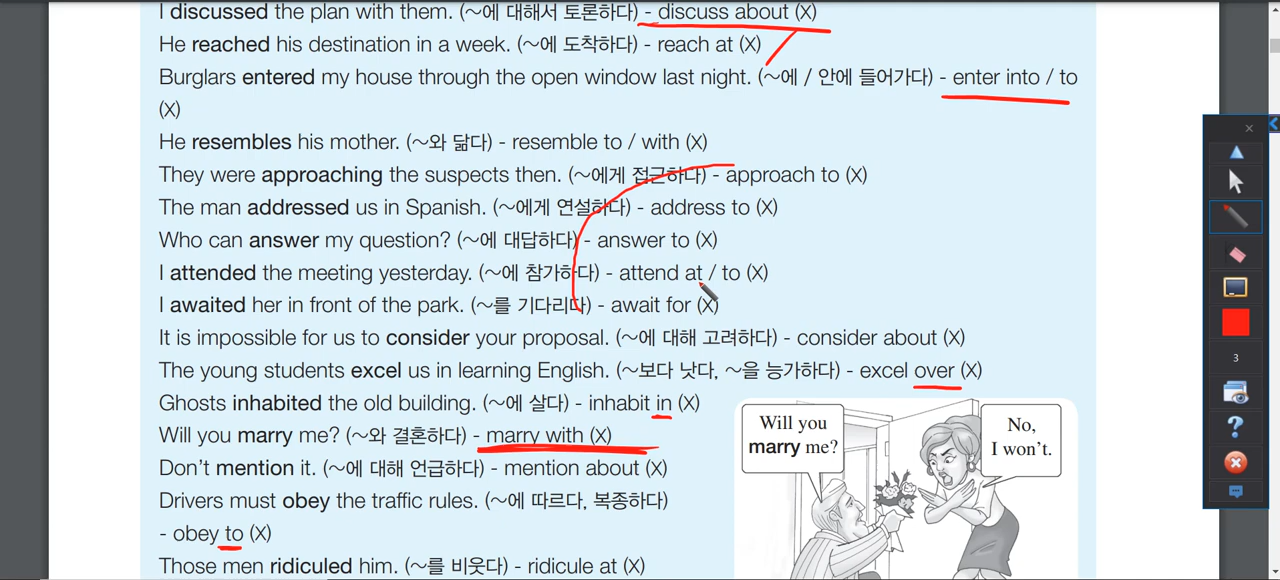 I discussed the plan with them. (～에 대해서 토론하다) - discuss about (X)
He reached his destination in a week. (～에 도착하다) - reach at (X)
Burglars entered my house through the open window last night. (～에 / 안에 들어가다) - enter into / to
(X)
He resembles his mother. (～와 닮다) - resemble to / with (X)
They were approaching the suspects then. (～에게 접근하다) - approach to (X)
The man addressed us in Spanish. (～에게 연설하다) - address to (X)
Who can answer my question? (～에 대답하다) - answer to (X)
I attended the meeting yesterday. (～에 참가하다) - attend at / to (X)
I awaited her in front of the park. (～를 기다리다) - await for (X)
It is impossible for us to consider your proposal. (～에 대해 고려하다) - consider about (X)
The young students excel us in learning English. (～보다 낫다, ～을 능가하다) - excel over (X)
Ghosts inhabited the old building. (～에 살다) - inhabit in (X)
Will you marry me? (～와 결혼하다) - marry with (X)
Don't mention it. (～에 대해 언급하다) - mention about (X)
Drivers must obey the traffic rules. (～에 따르다, 복종하다)
- obey to (X)
Those men ridiculed him. (～를 비웃다) - ridicule at (X)
Will you
marry me?
No,
I won't.
3